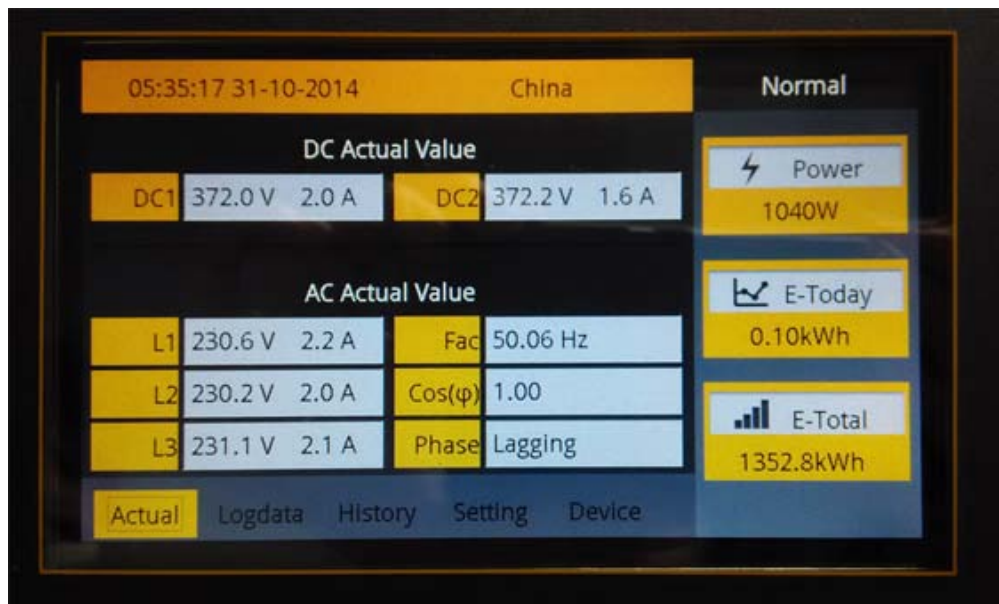 05:35:17 31-10-2014 China
Normal
DC Actual Value
DC1 372.0 V 2.0 A DC2 372.2 V 1.6 A
AC Actual Value
L1 230.6 V 2.2 A Fac 50.06 Hz
L2 230.2 V 2.0 A Cos(φ) 1.00
L3 231.1 V 2.1 A Phase Lagging
Power
1040W
E-Today
0.10kWh
E-Total
1352.8kWh
Actual Logdata History Setting Device